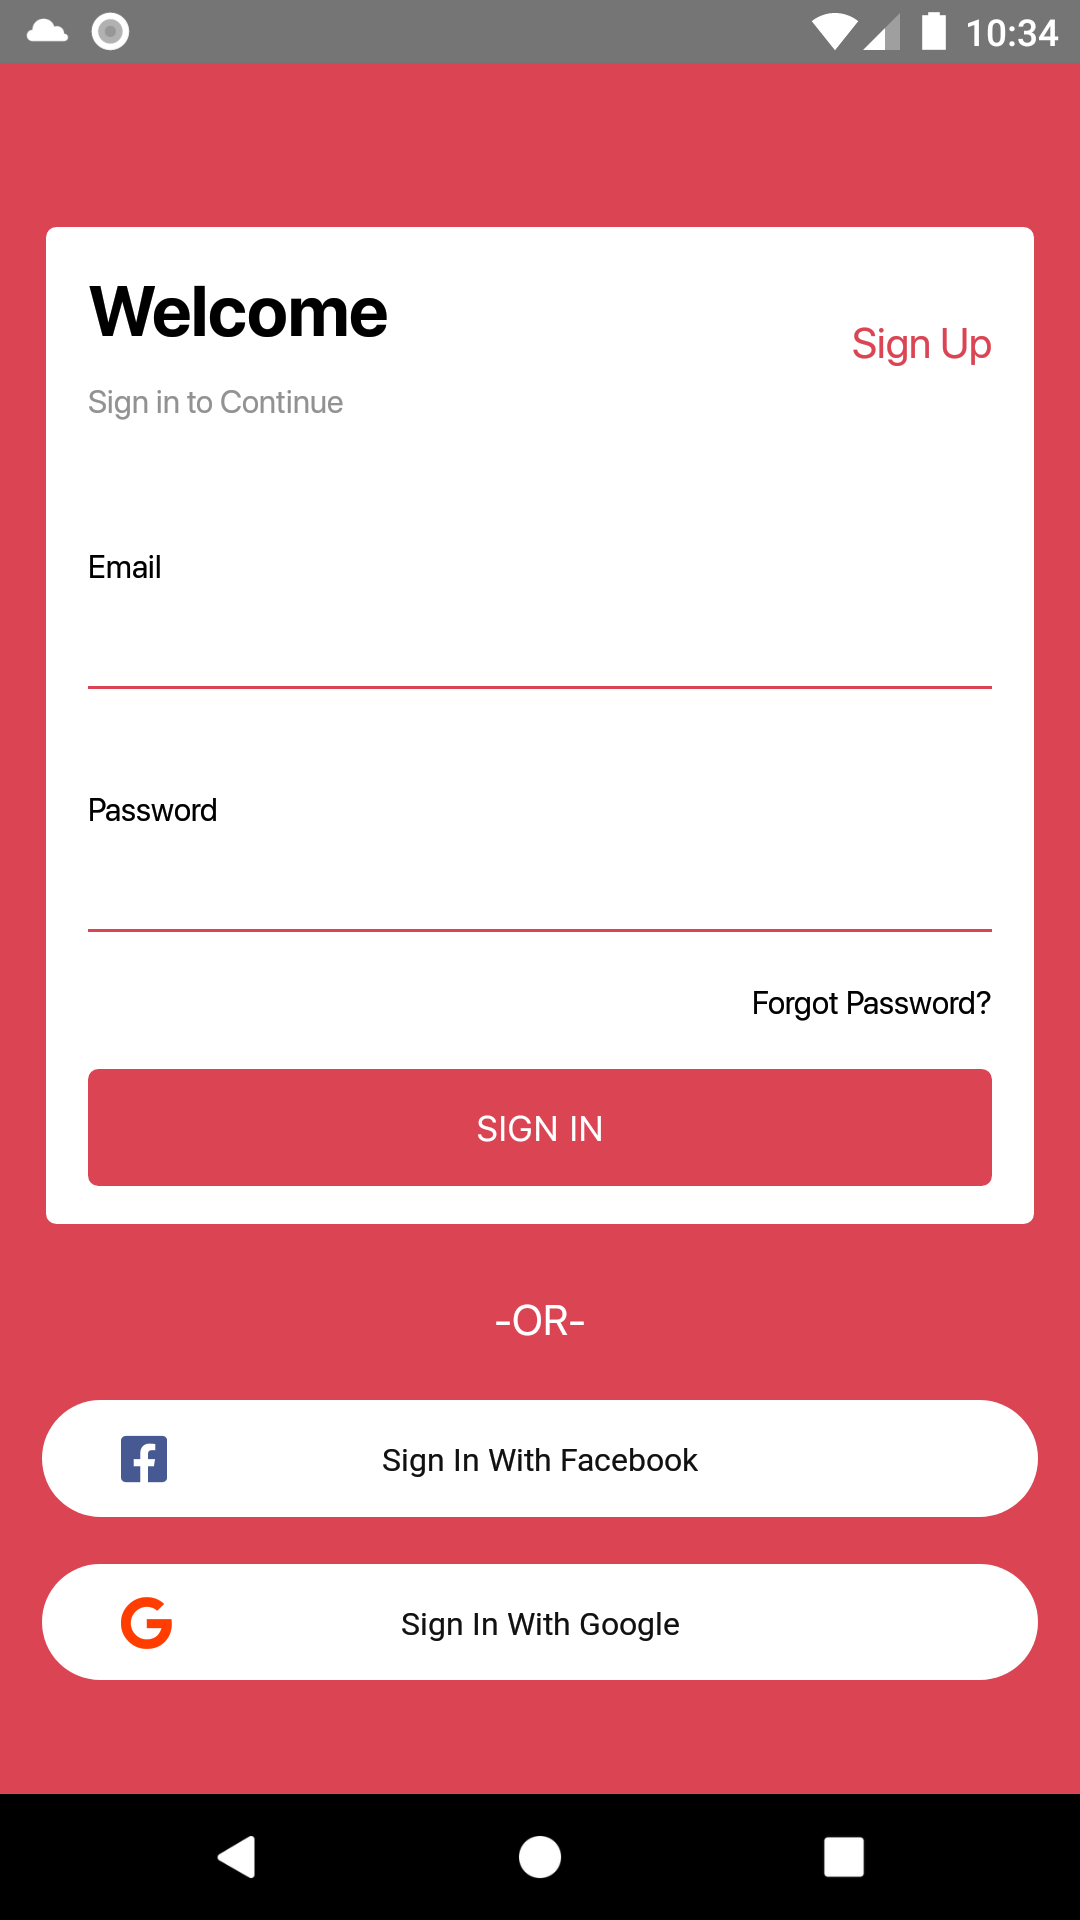 10:34
Welcome
Sign Up
Sign in to Continue
Email
Password
Forgot Password?
SIGN IN
-OR-
Sign In With Facebook
Sign In With Google